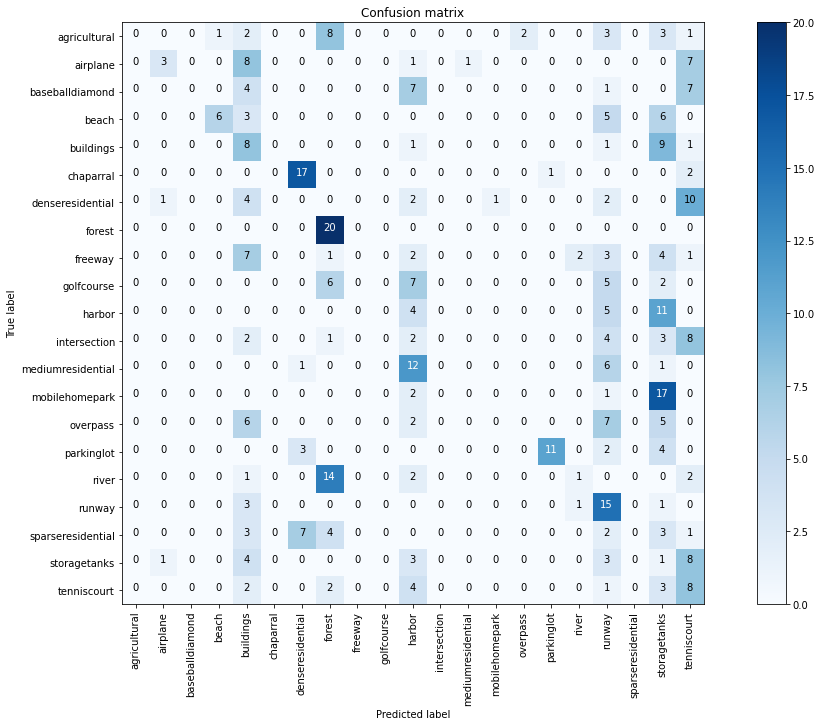 Confusion matrix
agricultural 0 0 0 1 2 0 0 8 0 0 0 0 0 0 2 0 0 3 0 3 1
airplane 0 3 0 0 8 0 0 0 0 0 1 0 1 0 0 0 0 0 0 0 7
baseballdiamond 0 0 0 0 4 0 0 0 0 0 7 0 0 0 0 0 0 1 0 0 7
beach 0 0 0 6 3 0 0 0 0 0 0 0 0 0 0 0 0 5 0 6 0
buildings 0 0 0 0 8 0 0 0 0 0 1 0 0 0 0 0 0 1 0 9 1
chaparral 0 0 0 0 0 0 17 0 0 0 0 0 0 0 0 1 0 0 0 0 2
denseresidential 0 1 0 0 4 0 0 0 0 0 2 0 0 1 0 0 0 2 0 0 10
forest 0 0 0 0 0 0 0 20 0 0 0 0 0 0 0 0 0 0 0 0 0
freeway 0 0 0 0 7 0 0 1 0 0 2 0 0 0 0 0 2 3 0 4 1
golfcourse 0 0 0 0 0 0 0 6 0 0 7 0 0 0 0 0 0 5 0 2 0
harbor 0 0 0 0 0 0 0 0 0 0 4 0 0 0 0 0 0 5 0 11 0
intersection 0 0 0 0 2 0 0 1 0 0 2 0 0 0 0 0 0 4 0 3 8
mediumresidential 0 0 0 0 0 0 1 0 0 0 12 0 0 0 0 0 0 6 0 1 0
mobilehomepark 0 0 0 0 0 0 0 0 0 0 2 0 0 0 0 0 0 1 0 17 0
overpass 0 0 0 0 6 0 0 0 0 0 2 0 0 0 0 0 0 7 0 5 0
parkinglot 0 0 0 0 0 0 3 0 0 0 0 0 0 0 0 11 0 2 0 4 0
river 0 0 0 0 1 0 0 14 0 0 2 0 0 0 0 0 1 0 0 0 2
runway 0 0 0 0 3 0 0 0 0 0 0 0 0 0 0 0 1 15 0 1 0
sparseresidential 0 0 0 0 3 0 7 4 0 0 0 0 0 0 0 0 0 2 0 3 1
storagetanks 0 1 0 0 4 0 0 0 0 0 3 0 0 0 0 0 0 3 0 1 8
tenniscourt 0 0 0 0 2 0 0 2 0 0 4 0 0 0 0 0 0 1 0 3 8
True label
agricultural
airplane
baseballdiamond
beach
buildings
chaparral
denseresidential
forest
freeway
golfcourse
harbor
intersection
mediumresidential
mobilehomepark
overpass
parkinglot
river
runway
sparseresidential
storagetanks
tenniscourt
Predicted label
20.0
17.5
15.0
12.5
10.0
7.5
5.0
2.5
0.0